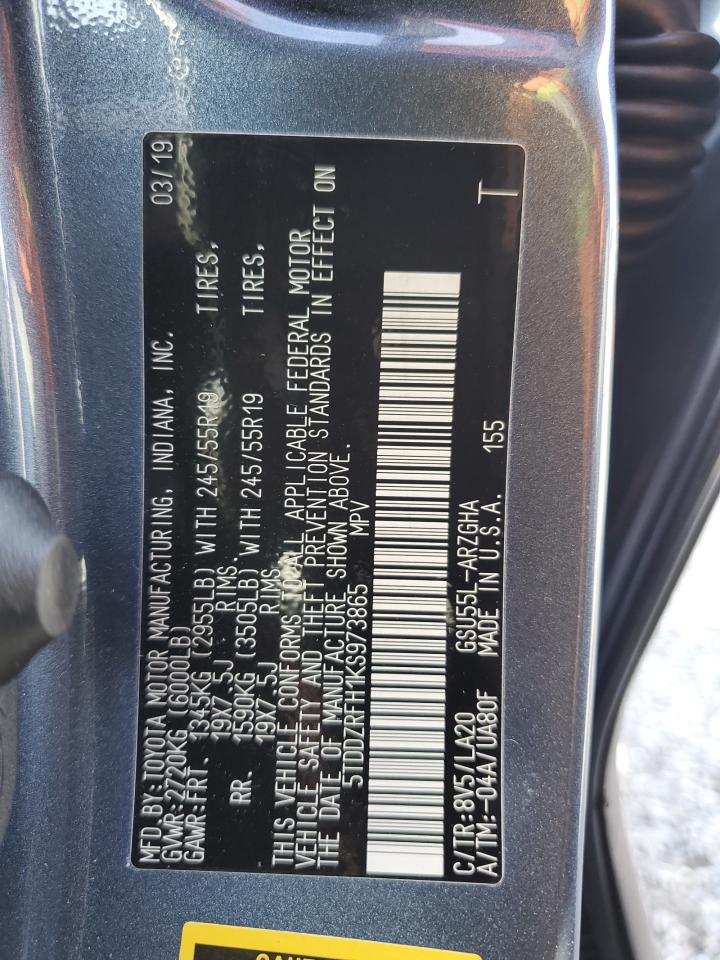 MFD.BY:TOYOTA MOTOR MANUFACTURING, INDIANA, INC. 03/19
GVWR:2720KG (6000LB)
GAWR:FRT. 1345KG (2955LB) WITH 245/55R19 TIRES,
19X7.5J RIMS.
RR. 1590KG (3505LB) WITH 245/55R19 TIRES,
19X7.5J RIMS.
THIS VEHICLE CONFORMS TO ALL APPLICABLE FEDERAL MOTOR
VEHICLE SAFETY AND THEFT PREVENTION STANDARDS IN EFFECT ON
THE DATE OF MANUFACTURE SHOWN ABOVE.
5TDDZRFH1KS973865 MPV
C/TR:8V5/LA20 GSU55L-ARZGHA
A/TM:-04A/UA80F MADE IN U.S.A. 155 T